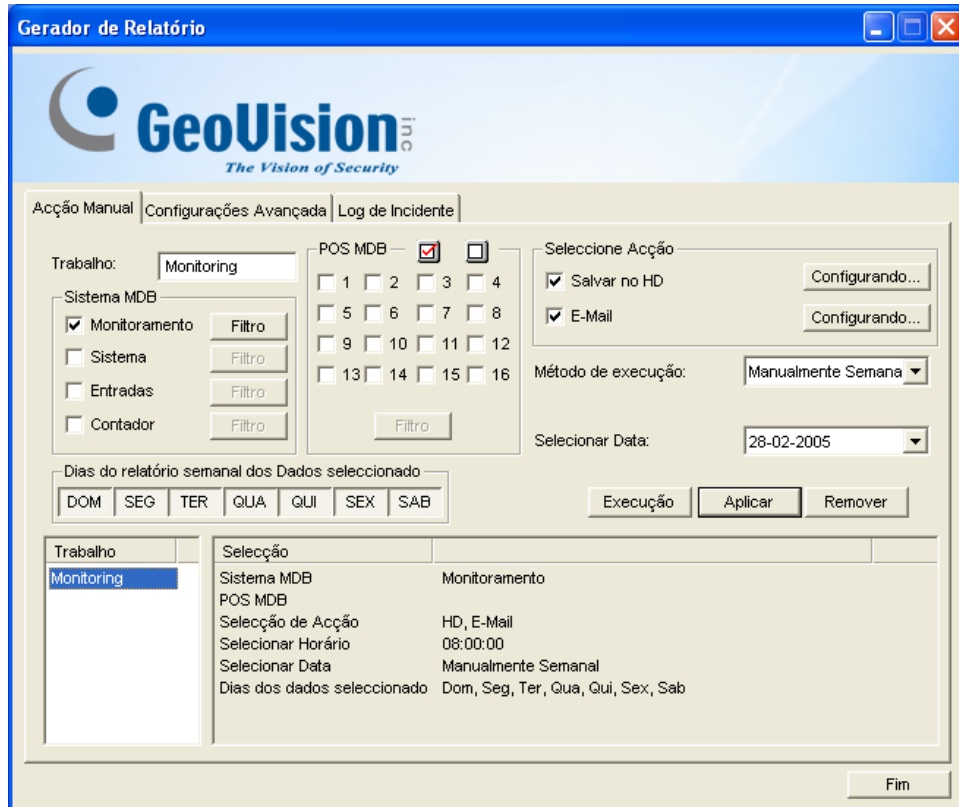 Gerador de Relatório
GeoVision inc
The Vision of Security
Acção Manual Configurações Avançada Log de Incidente
Trabalho: Monitoring
Sistema MDB
Monitoramento Filtro
Sistema Filtro
Entradas Filtro
Contador Filtro
POS MDB
1 2 3 4
5 6 7 8
9 10 11 12
13 14 15 16
Filtro
Seleccione Acção
Salvar no HD Configurando...
E-Mail Configurando...
Método de execução: Manualmente Semana
Selecionar Data: 28-02-2005
Dias do relatório semanal dos Dados seleccionado
DOM SEG TER QUA QUI SEX SAB
Execução Aplicar Remover
Trabalho
Monitoring
Selecção
Sistema MDB Monitoramento
POS MDB
Selecção de Acção HD, E-Mail
Selecionar Horário 08:00:00
Selecionar Data Manualmente Semanal
Dias dos dados seleccionado Dom, Seg, Ter, Qua, Qui, Sex, Sab
Fim